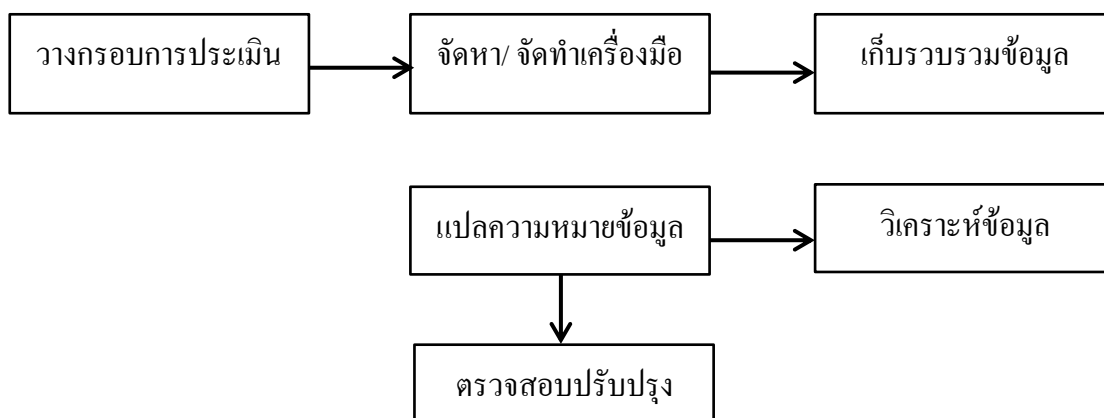 วางกรอบการประเมิน
จัดหา/ จัดทำเครื่องมือ
เก็บรวบรวมข้อมูล
แปลความหมายข้อมูล
วิเคราะห์ข้อมูล
ตรวจสอบปรับปรุง